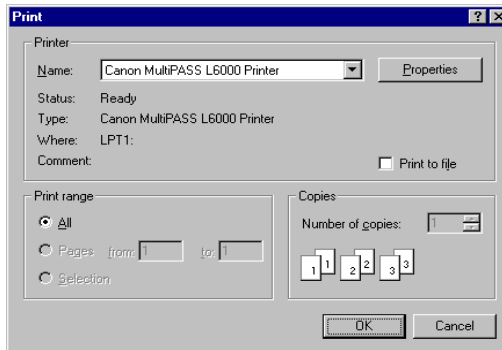 Print
Printer
Name: Canon MultiPASS L6000 Printer Properties
Status: Ready
Type: Canon MultiPASS L6000 Printer
Where: LPT1:
Comment:
Print to file
Print range
All
Pages from: 1 to: 1
Selection
Copies
Number of copies: 1
1 1 2 2 3 3
OK Cancel